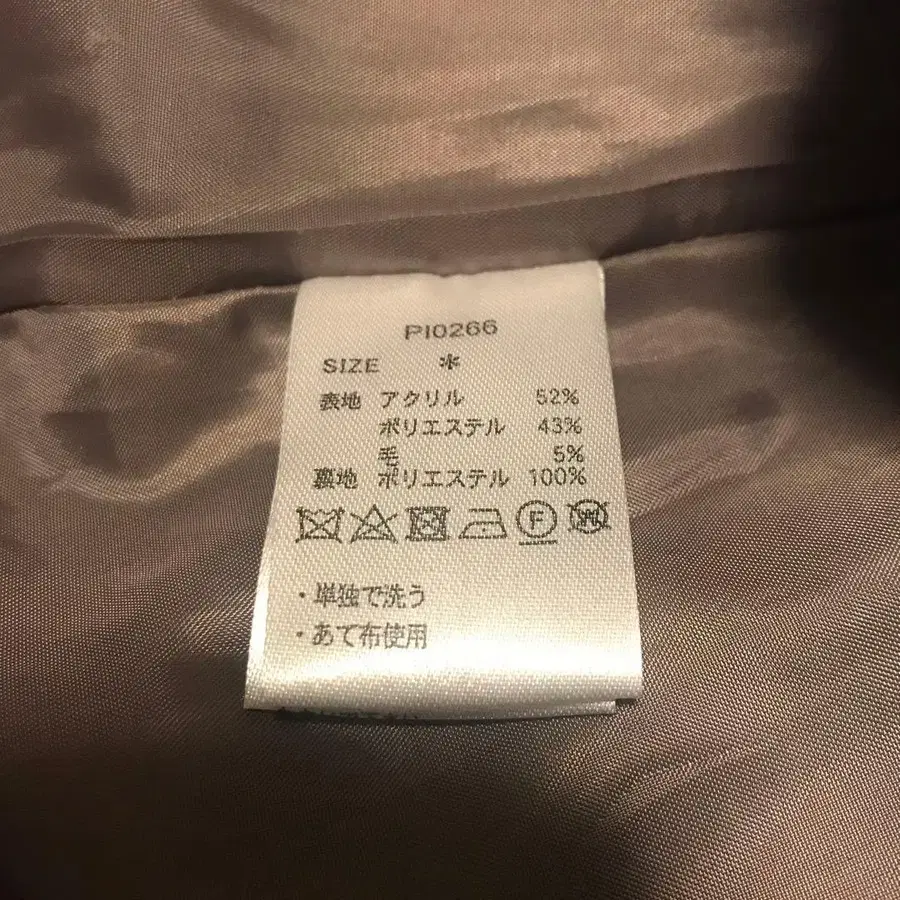 PI0266
SIZE *
表地 アクリル 52%
ポリエステル 43%
毛 5%
裏地 ポリエステル 100%
F W
・単独で洗う
・あて布使用